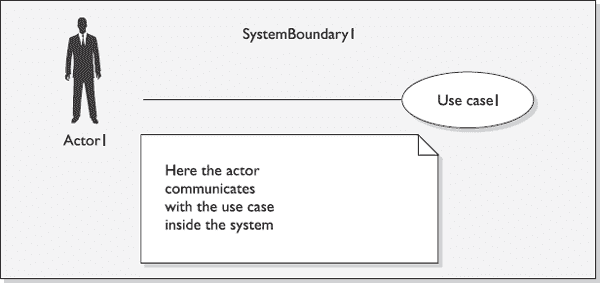 SystemBoundary1
Use case1
Actor1
Here the actor
communicates
with the use case
inside the system